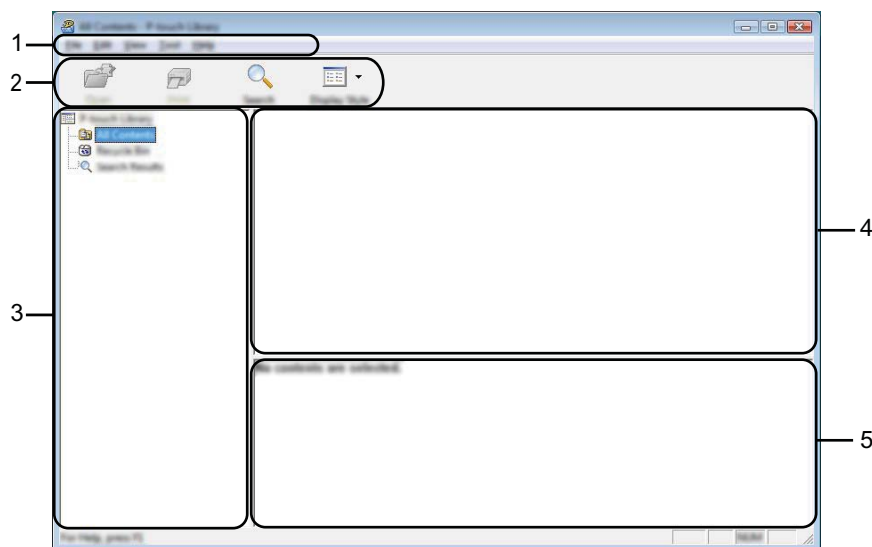 All Contents - P-touch Library
1
File Edit View Tool Help
2
Open Print Search Display Style
P-touch Library
All Contents
Recycle Bin
Search Results
3
4
No contents are selected.
5
For Help, press F1
NUM